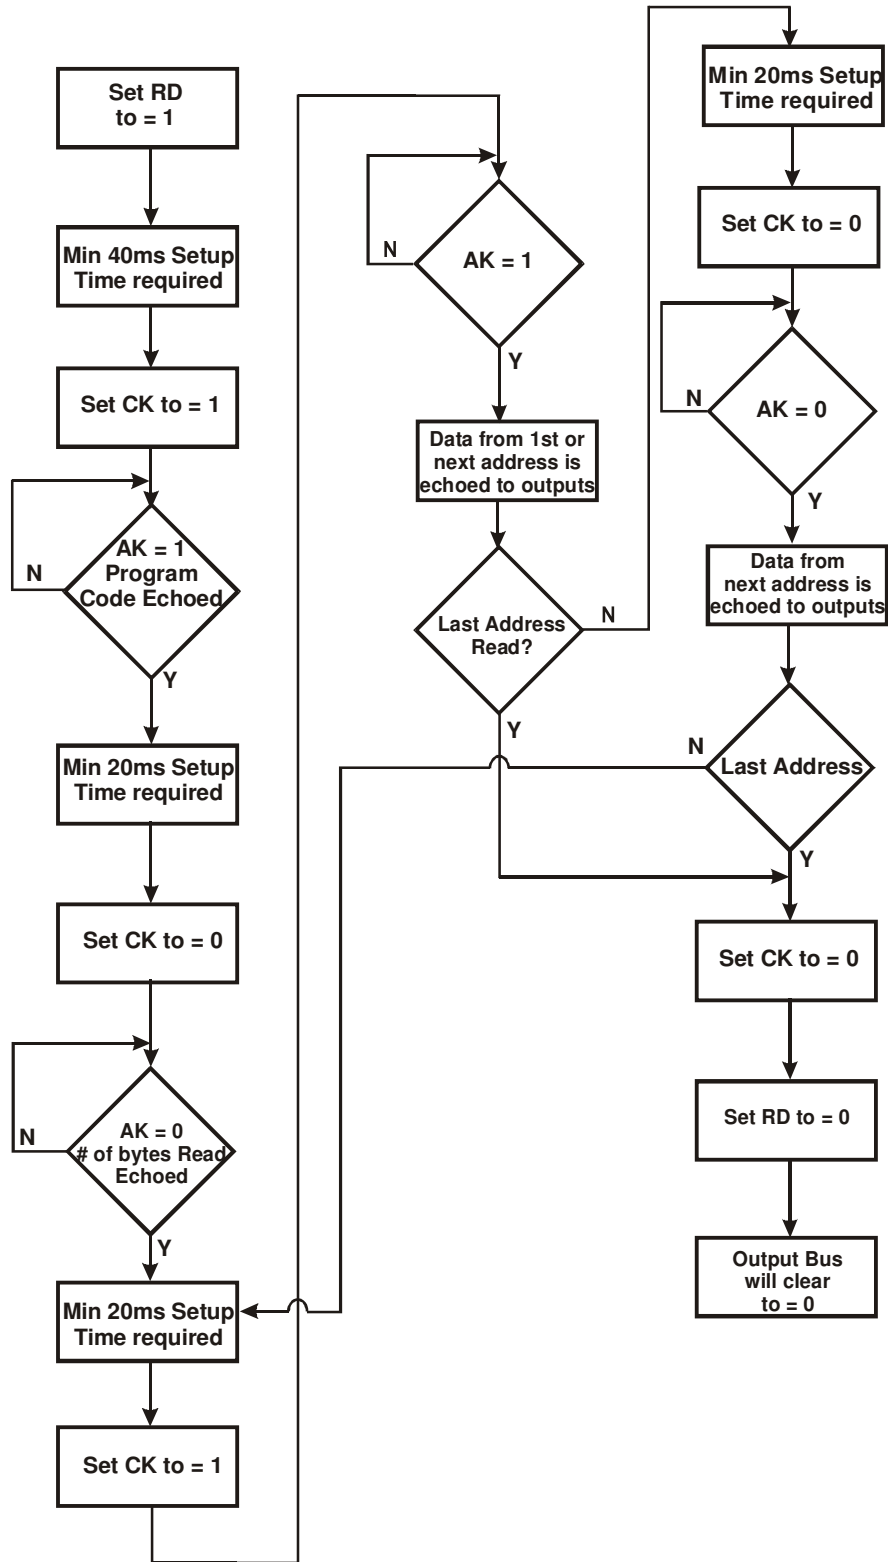 Set RD
to = 1
Min 40ms Setup
Time required
Set CK to = 1
AK = 1
Program
Code Echoed
N
Y
Min 20ms Setup
Time required
Set CK to = 0
AK = 0
# of bytes Read
Echoed
N
Y
Min 20ms Setup
Time required
Set CK to = 1
AK = 1
N
Y
Data from 1st or
next address is
echoed to outputs
Last Address
Read?
N
Y
Min 20ms Setup
Time required
Set CK to = 0
AK = 0
N
Y
Data from
next address is
echoed to outputs
Last Address
N
Y
Set CK to = 0
Set RD to = 0
Output Bus
will clear
to = 0